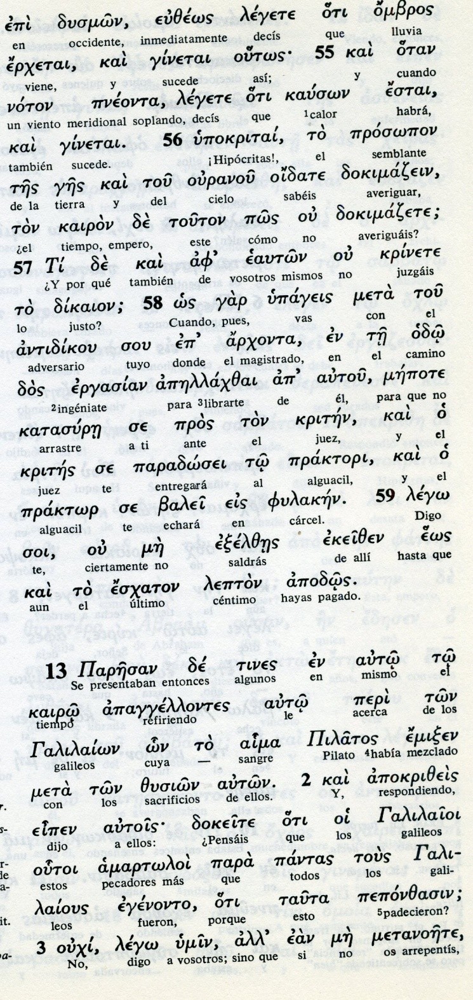 ἐπὶ δυσμῶν, εὐθέως λέγετε ὅτι ὄμβρος
en occidente, inmediatamente decís que lluvia
ἔρχεται, καὶ γίνεται οὕτως· 55 καὶ ὅταν
viene, y sucede así; y cuando
νότον πνέοντα, λέγετε ὅτι καύσων ἔσται,
un viento meridional soplando, decís que ¹calor habrá,
καὶ γίνεται. 56 ὑποκριταί, τὸ πρόσωπον
también sucede. ¡Hipócritas!, el semblante
τῆς γῆς καὶ τοῦ οὐρανοῦ οἴδατε δοκιμάζειν,
de la tierra y del cielo sabéis averiguar,
τὸν καιρὸν δὲ τοῦτον πῶς οὐ δοκιμάζετε;
¿el tiempo, empero, este cómo no averiguáis?
57 Τί δὲ καὶ ἀφ' ἑαυτῶν οὐ κρίνετε
¿Y por qué también de vosotros mismos no juzgáis
τὸ δίκαιον; 58 ὡς γὰρ ὑπάγεις μετὰ τοῦ
lo justo? Cuando, pues, vas con el
ἀντιδίκου σου ἐπ' ἄρχοντα, ἐν τῇ ὁδῷ
adversario tuyo donde el magistrado, en el camino
δὸς ἐργασίαν ἀπηλλάχθαι ἀπ' αὐτοῦ, μήποτε
²ingéniate para ³librarte de él, para que no
κατασύρῃ σε πρὸς τὸν κριτήν, καὶ ὁ
arrastre a ti ante el juez, y el
κριτής σε παραδώσει τῷ πράκτορι, καὶ ὁ
juez te entregará al alguacil, y el
πράκτωρ σε βαλεῖ εἰς φυλακήν. 59 λέγω
alguacil te echará en cárcel. Digo
σοι, οὐ μὴ ἐξέλθῃς ἐκεῖθεν ἕως
te, ciertamente no saldrás de allí hasta que
καὶ τὸ ἔσχατον λεπτὸν ἀποδῷς.
aun el último céntimo hayas pagado.
13 Παρῆσαν δέ τινες ἐν αὐτῷ τῷ
Se presentaban entonces algunos en mismo el
καιρῷ ἀπαγγέλλοντες αὐτῷ περὶ τῶν
tiempo refiriendo le acerca de los
Γαλιλαίων, ὧν τὸ αἷμα Πιλᾶτος ἔμιξεν
galileos cuya — sangre Pilato ⁴había mezclado
μετὰ τῶν θυσιῶν αὐτῶν. 2 καὶ ἀποκριθεὶς
con los sacrificios de ellos. Y, respondiendo,
εἶπεν αὐτοῖς· δοκεῖτε ὅτι οἱ Γαλιλαῖοι
dijo a ellos: ¿Pensáis que los galileos
οὗτοι ἁμαρτωλοὶ παρὰ πάντας τοὺς Γαλι-
estos pecadores más que todos los gali-
λαίους ἐγένοντο, ὅτι ταῦτα πεπόνθασιν;
leos fueron, porque esto ⁵padecieron?
3 οὐχί, λέγω ὑμῖν, ἀλλ' ἐὰν μὴ μετανοῆτε,
No, digo a vosotros; sino que si no os arrepentís,